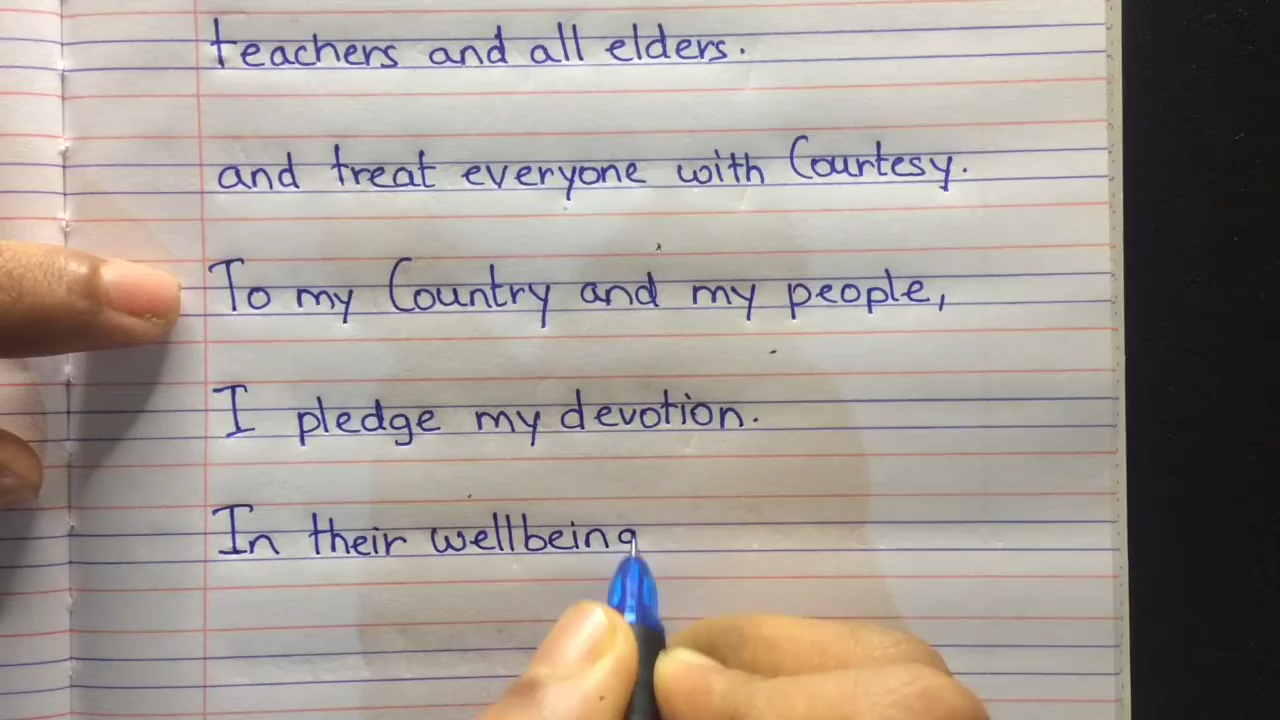 teachers and all elders.
and treat everyone with Courtesy.
To my Country and my people,
I pledge my devotion.
In their wellbeing